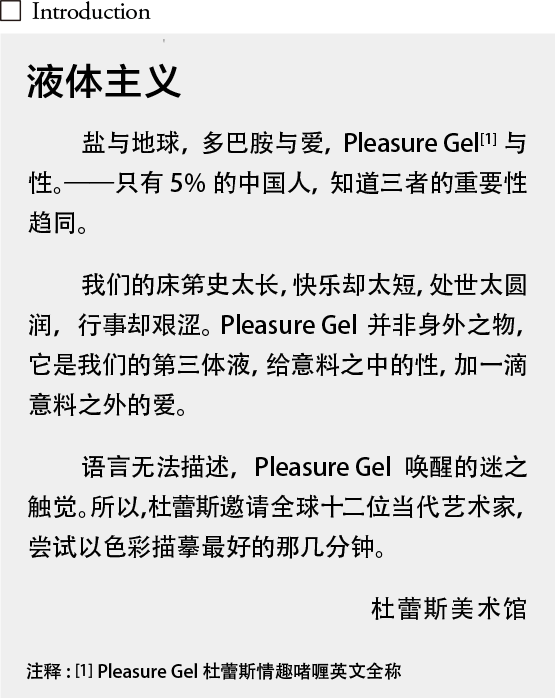 Introduction
液体主义
盐与地球，多巴胺与爱，Pleasure Gel[1] 与
性。——只有 5% 的中国人，知道三者的重要性
趋同。
我们的床笫史太长，快乐却太短，处世太圆
润，行事却艰涩。Pleasure Gel 并非身外之物，
它是我们的第三体液，给意料之中的性，加一滴
意料之外的爱。
语言无法描述，Pleasure Gel 唤醒的迷之
触觉。所以，杜蕾斯邀请全球十二位当代艺术家，
尝试以色彩描摹最好的那几分钟。
杜蕾斯美术馆
注释：[1] Pleasure Gel 杜蕾斯情趣啫喱英文全称